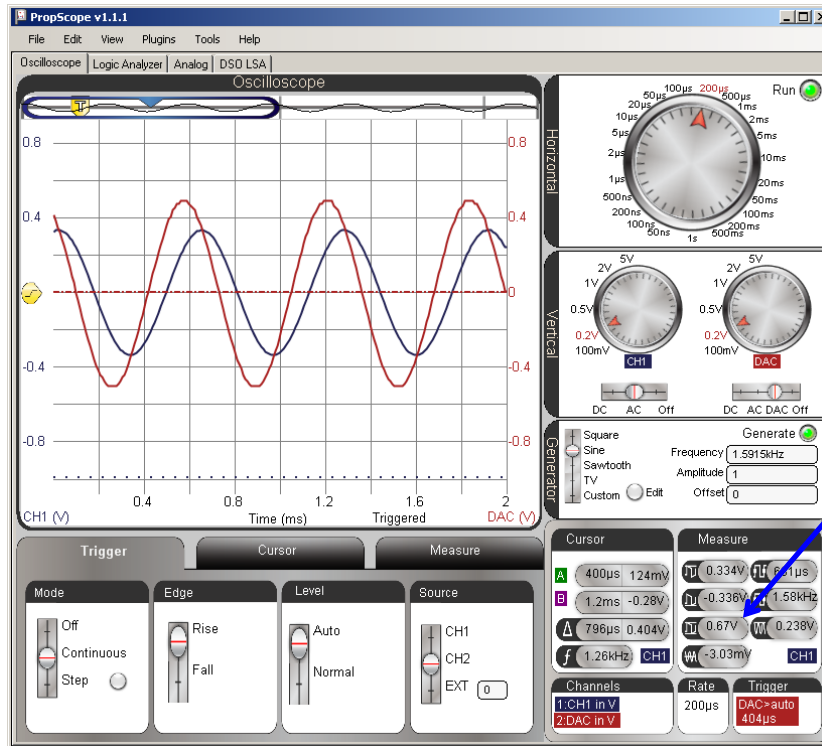 PropScope v1.1.1
File Edit View Plugins Tools Help
Oscilloscope Logic Analyzer Analog DSO LSA
Oscilloscope
T
0.8 0.8
0.4 0.4
0
-0.4 -0.4
-0.8 -0.8
0.4 0.8 1.2 1.6 2
CH1 (V) Time (ms) Triggered DAC (V)
Horizontal
Run
50ns 100ns 200ns 500ns 1µs 2µs 5µs 10µs 20µs 50µs 100µs 200µs 500µs 1ms 2ms 5ms 10ms 20ms 50ms 100ms 200ms 500ms 1s
Vertical
5V 5V
2V 2V
1V 1V
0.5V 0.5V
0.2V 0.2V
100mV 100mV
CH1 DAC
DC AC Off DC AC DAC Off
Generator
Square
Sine
Sawtooth
TV
Custom Edit
Generate
Frequency 1.5915kHz
Amplitude 1
Offset 0
Trigger Cursor Measure
Mode
Off
Continuous
Step
Edge
Rise
Fall
Level
Auto
Normal
Source
CH1
CH2
EXT 0
Cursor
A 400µs 124mV
B 1.2ms -0.28V
Δ 796µs 0.404V
f 1.26kHz CH1
Measure
0.334V
-0.336V 1.58kHz
0.67V 0.238V
-3.03mV CH1
Channels
1:CH1 in V
2:DAC in V
Rate
200µs
Trigger
DAC>auto
404µs